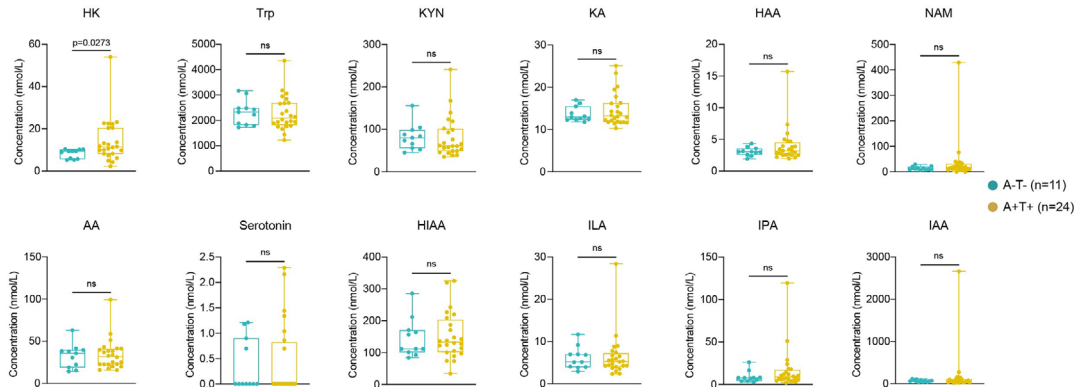 HK
Trp
KYN
KA
HAA
NAM
p=0.0273
ns
ns
ns
ns
ns
Concentration (nmol/L)
60
40
20
0
Concentration (nmol/L)
5000
4000
3000
2000
1000
0
Concentration (nmol/L)
300
200
100
0
Concentration (nmol/L)
30
20
10
0
Concentration (nmol/L)
20
15
10
5
0
Concentration (nmol/L)
500
400
300
200
100
0
A-T- (n=11)
A+T+ (n=24)
AA
Serotonin
HIAA
ILA
IPA
IAA
ns
ns
ns
ns
ns
ns
Concentration (nmol/L)
150
100
50
0
Concentration (nmol/L)
2.5
2.0
1.5
1.0
0.5
0.0
Concentration (nmol/L)
400
300
200
100
0
Concentration (nmol/L)
30
20
10
0
Concentration (nmol/L)
150
100
50
0
Concentration (nmol/L)
3000
2000
1000
0